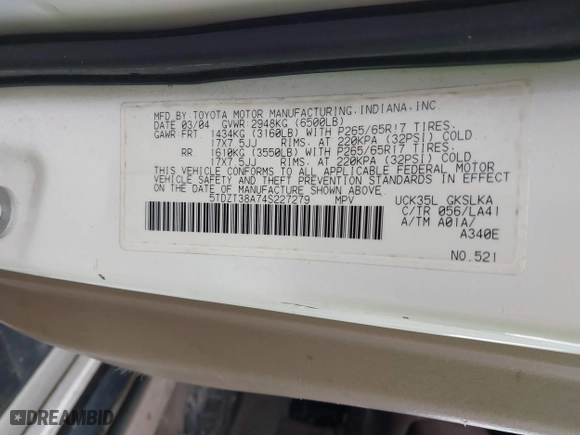 MFD.BY:TOYOTA MOTOR MANUFACTURING.INDIANA.INC
DATE 03/04 GVWR:2948KG (6500LB)
GAWR FRT 1434KG (3160LB) WITH P265/65R17 TIRES.
17X7.5JJ RIMS. AT 220KPA (32PSI) COLD
RR 1610KG (3550LB) WITH P265/65R17 TIRES.
17X7.5JJ RIMS. AT 220KPA (32PSI) COLD
THIS VEHICLE CONFORMS TO ALL APPLICABLE FEDERAL MOTOR
VEHICLE SAFETY AND THEFT PREVENTION STANDARDS IN EFFECT
ON THE DATE OF MANUFACTURE SHOWN ABOVE.
5TDZT38A74S227279 MPV UCK35L GKSLKA
C/TR 056/LA41
A/TM A01A/
A340E
NO.521
DREAMBID